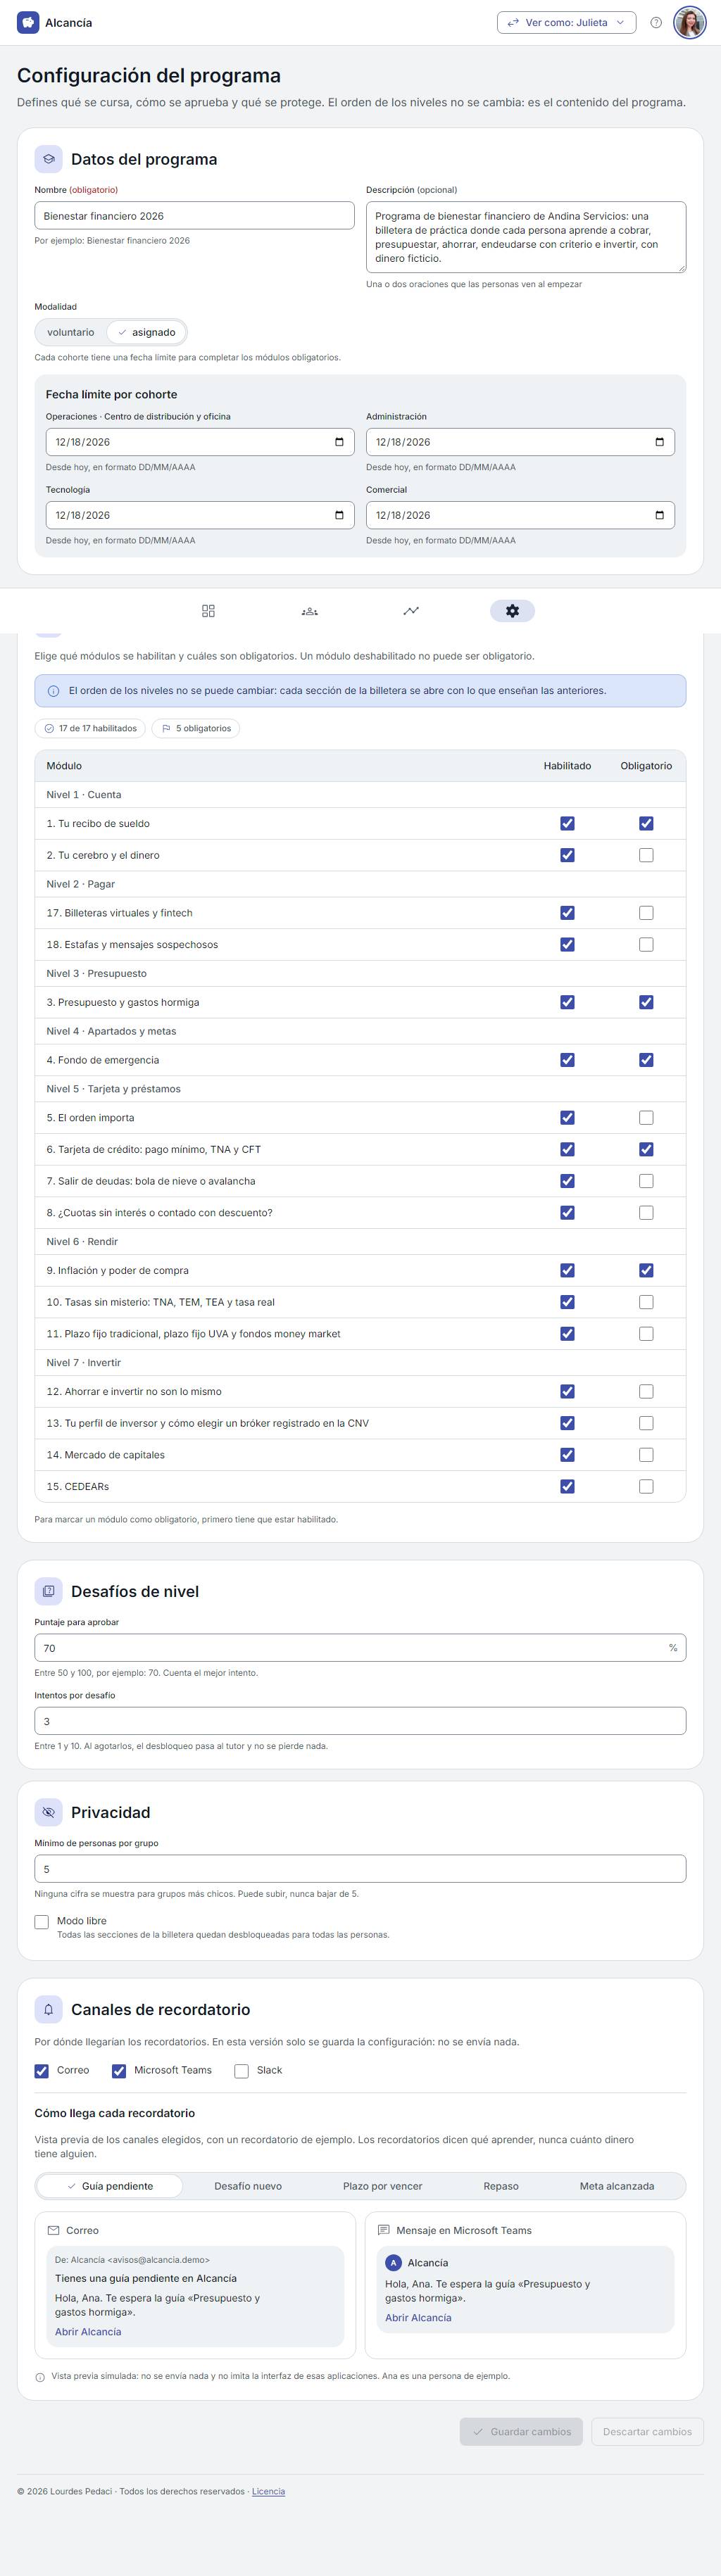 Alcancía
Ver como: Julieta
Configuración del programa
Defines qué se cursa, cómo se aprueba y qué se protege. El orden de los niveles no se cambia: es el contenido del programa.
Datos del programa
Nombre (obligatorio)
Bienestar financiero 2026
Por ejemplo: Bienestar financiero 2026
Descripción (opcional)
Programa de bienestar financiero de Andina Servicios: una
billetera de práctica donde cada persona aprende a cobrar,
presupuestar, ahorrar, endeudarse con criterio e invertir, con
dinero ficticio.
Una o dos oraciones que las personas ven al empezar
Modalidad
voluntario
asignado
Cada cohorte tiene una fecha límite para completar los módulos obligatorios.
Fecha límite por cohorte
Operaciones · Centro de distribución y oficina
12/18/2026
Desde hoy, en formato DD/MM/AAAA
Administración
12/18/2026
Desde hoy, en formato DD/MM/AAAA
Tecnología
12/18/2026
Desde hoy, en formato DD/MM/AAAA
Comercial
12/18/2026
Desde hoy, en formato DD/MM/AAAA
Elige qué módulos se habilitan y cuáles son obligatorios. Un módulo deshabilitado no puede ser obligatorio.
El orden de los niveles no se puede cambiar: cada sección de la billetera se abre con lo que enseñan las anteriores.
17 de 17 habilitados
5 obligatorios
Módulo Habilitado Obligatorio
Nivel 1 · Cuenta
1. Tu recibo de sueldo
2. Tu cerebro y el dinero
Nivel 2 · Pagar
17. Billeteras virtuales y fintech
18. Estafas y mensajes sospechosos
Nivel 3 · Presupuesto
3. Presupuesto y gastos hormiga
Nivel 4 · Apartados y metas
4. Fondo de emergencia
Nivel 5 · Tarjeta y préstamos
5. El orden importa
6. Tarjeta de crédito: pago mínimo, TNA y CFT
7. Salir de deudas: bola de nieve o avalancha
8. ¿Cuotas sin interés o contado con descuento?
Nivel 6 · Rendir
9. Inflación y poder de compra
10. Tasas sin misterio: TNA, TEM, TEA y tasa real
11. Plazo fijo tradicional, plazo fijo UVA y fondos money market
Nivel 7 · Invertir
12. Ahorrar e invertir no son lo mismo
13. Tu perfil de inversor y cómo elegir un bróker registrado en la CNV
14. Mercado de capitales
15. CEDEARs
Para marcar un módulo como obligatorio, primero tiene que estar habilitado.
Desafíos de nivel
Puntaje para aprobar
70 %
Entre 50 y 100, por ejemplo: 70. Cuenta el mejor intento.
Intentos por desafío
3
Entre 1 y 10. Al agotarlos, el desbloqueo pasa al tutor y no se pierde nada.
Privacidad
Mínimo de personas por grupo
5
Ninguna cifra se muestra para grupos más chicos. Puede subir, nunca bajar de 5.
Modo libre
Todas las secciones de la billetera quedan desbloqueadas para todas las personas.
Canales de recordatorio
Por dónde llegarían los recordatorios. En esta versión solo se guarda la configuración: no se envía nada.
Correo
Microsoft Teams
Slack
Cómo llega cada recordatorio
Vista previa de los canales elegidos, con un recordatorio de ejemplo. Los recordatorios dicen qué aprender, nunca cuánto dinero
tiene alguien.
Guía pendiente
Desafío nuevo
Plazo por vencer
Repaso
Meta alcanzada
Correo
De: Alcancía <avisos@alcancia.demo>
Tienes una guía pendiente en Alcancía
Hola, Ana. Te espera la guía «Presupuesto y
gastos hormiga».
Abrir Alcancía
Mensaje en Microsoft Teams
A
Alcancía
Hola, Ana. Te espera la guía «Presupuesto y
gastos hormiga».
Abrir Alcancía
Vista previa simulada: no se envía nada y no imita la interfaz de esas aplicaciones. Ana es una persona de ejemplo.
Guardar cambios
Descartar cambios
© 2026 Lourdes Pedaci · Todos los derechos reservados · Licencia